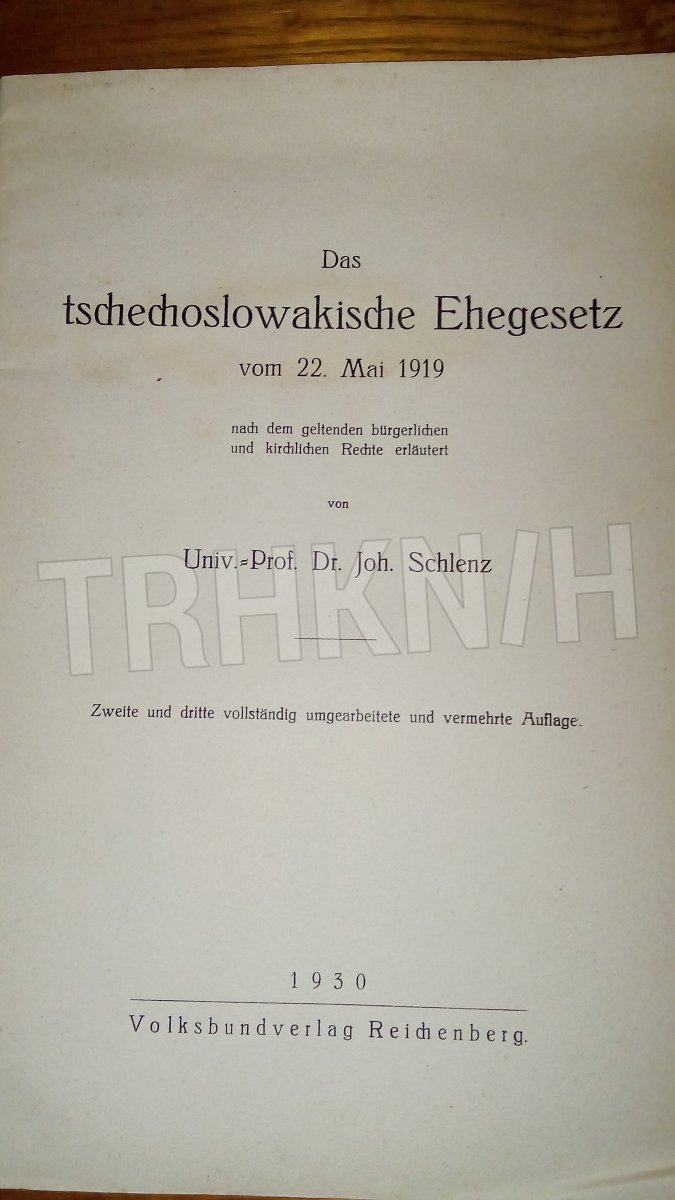 Das
tschechoslowakische Ehegesetz
vom 22. Mai 1919
nach dem geltenden bürgerlichen
und kirchlichen Rechte erläutert
von
Univ.=Prof. Dr. Joh. Schlenz
TRHKN/H
Zweite und dritte vollständig umgearbeitete und vermehrte Auflage.
1930
Volksbundverlag Reichenberg.